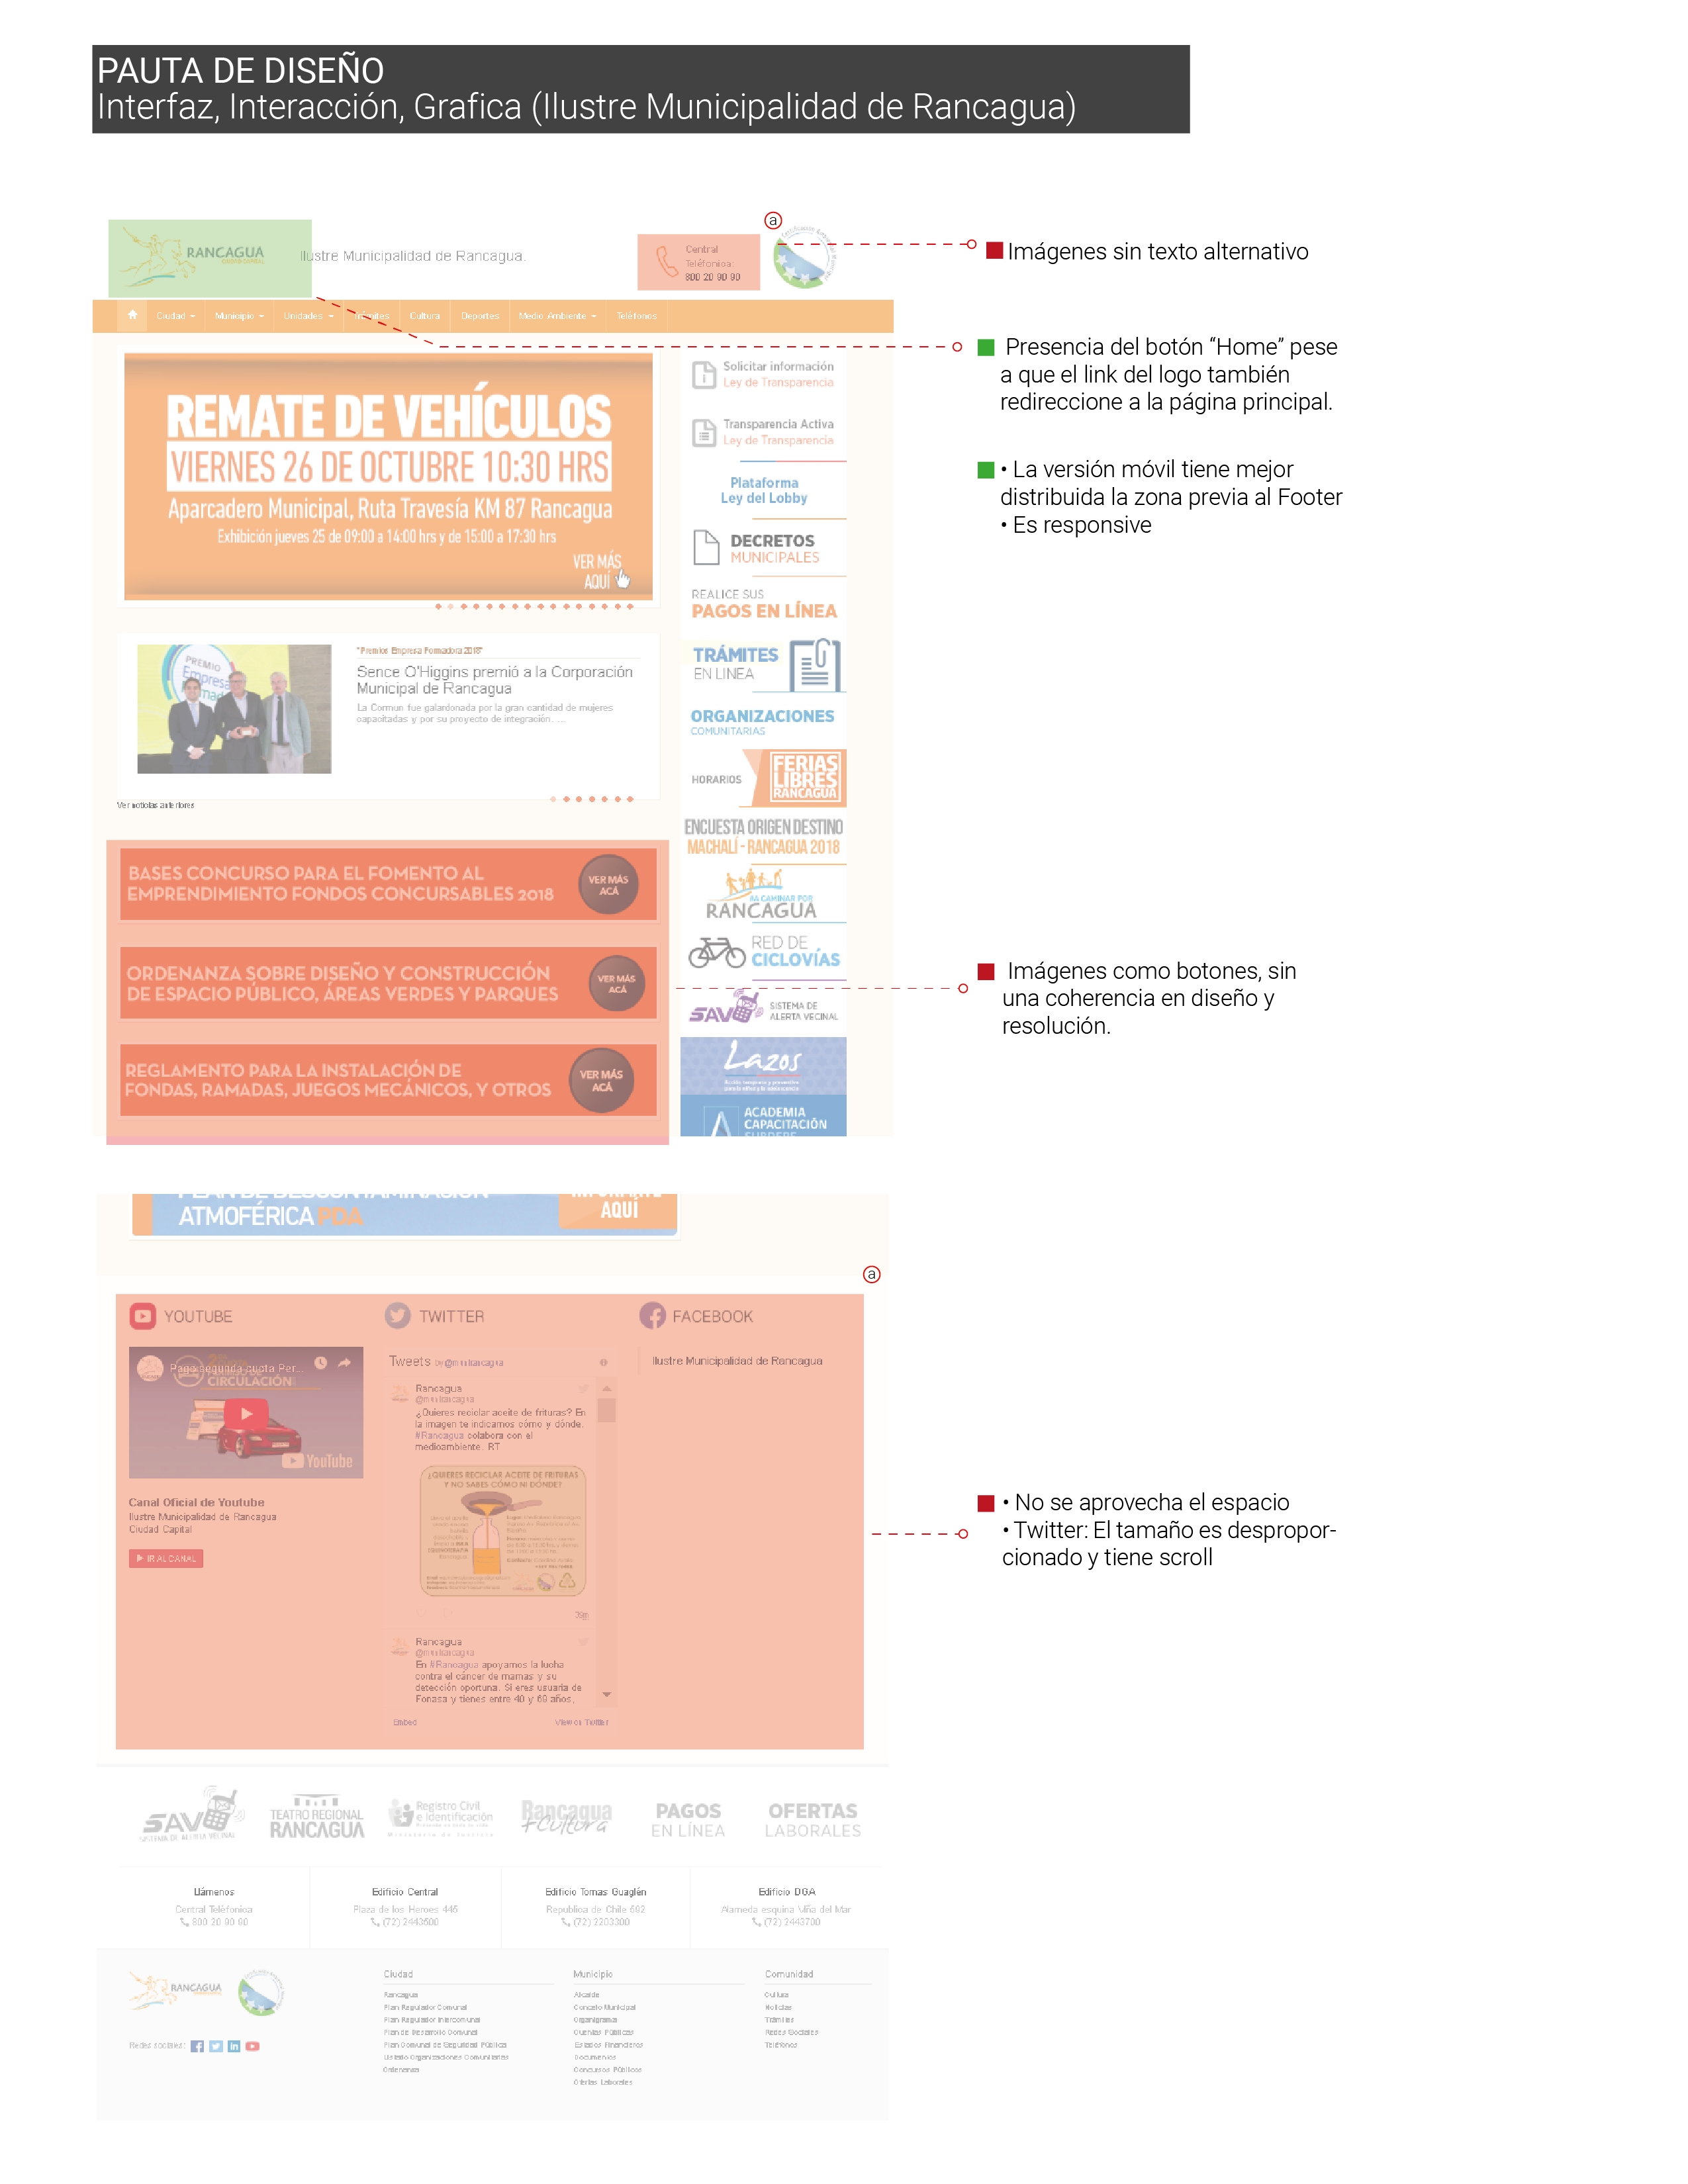 PAUTA DE DISEÑO
Interfaz, Interacción, Grafica (Ilustre Municipalidad de Rancagua)
a
RANCAGUA
Ilustre Municipalidad de Rancagua.
Central
Telefónica:
800 20 90 90
Imágenes sin texto alternativo
Ciudad
Municipio
Unidades
Trámites
Cultura
Deportes
Medio Ambiente
Teléfonos
Presencia del botón “Home” pese
a que el link del logo también
redireccione a la página principal.
• La versión móvil tiene mejor
distribuida la zona previa al Footer
• Es responsive
REMATE DE VEHÍCULOS
VIERNES 26 DE OCTUBRE 10:30 HRS
Aparcadero Municipal, Ruta Travesía KM 87 Rancagua
Exhibición jueves 25 de 09:00 a 14:00 hrs y de 15:00 a 17:30 hrs
VER MÁS
AQUÍ
PREMIO
Empresa
"Premios Empresa Formadora 2018"
Sence O'Higgins premió a la Corporación
Municipal de Rancagua
La Cormun fue galardonada por la gran cantidad de mujeres
capacitadas y por su proyecto de integración. ...
Ver noticias anteriores
Solicitar información
Ley de Transparencia
Transparencia Activa
Ley de Transparencia
Plataforma
Ley del Lobby
DECRETOS
MUNICIPALES
REALICE SUS
PAGOS EN LÍNEA
TRÁMITES
EN LINEA
ORGANIZACIONES
COMUNITARIAS
HORARIOS
FERIAS
LIBRES
RANCAGUA
ENCUESTA ORIGEN DESTINO
MACHALÍ - RANCAGUA 2018
AA CAMINAR POR
RANCAGUA
RED DE
CICLOVÍAS
SAV
SISTEMA DE
ALERTA VECINAL
Lazos
ACADEMIA
CAPACITACIÓN
SUBDERE
BASES CONCURSO PARA EL FOMENTO AL
EMPRENDIMIENTO FONDOS CONCURSABLES 2018
VER MÁS
ACÁ
ORDENANZA SOBRE DISEÑO Y CONSTRUCCIÓN
DE ESPACIO PÚBLICO, ÁREAS VERDES Y PARQUES
VER MÁS
ACÁ
REGLAMENTO PARA LA INSTALACIÓN DE
FONDAS, RAMADAS, JUEGOS MECÁNICOS, Y OTROS
VER MÁS
ACÁ
Imágenes como botones, sin
una coherencia en diseño y
resolución.
PLAN DE DESCONTAMINACIÓN
ATMOFÉRICA PDA
INFÓRMATE
AQUÍ
a
YOUTUBE
Pago segunda cuota Per...
CIRCULACIÓN
YouTube
Canal Oficial de Youtube
Ilustre Municipalidad de Rancagua
Ciudad Capital
IR AL CANAL
TWITTER
Tweets by @munirancagua
Rancagua
@munirancagua
¿Quieres reciclar aceite de frituras? En
la imagen te indicamos cómo y dónde.
#Rancagua colabora con el
medioambiente. RT
¿QUIERES RECICLAR ACEITE DE FRITURAS
Y NO SABES CÓMO NI DÓNDE?
Rancagua
@munirancagua
En #Rancagua apoyamos la lucha
contra el cáncer de mamas y su
detección oportuna. Si eres usuaria de
Fonasa y tienes entre 40 y 69 años,
Embed
View on Twitter
FACEBOOK
Ilustre Municipalidad de Rancagua
• No se aprovecha el espacio
• Twitter: El tamaño es despropor-
cionado y tiene scroll
SAV
SISTEMA DE ALERTA VECINAL
TEATRO REGIONAL
RANCAGUA
Registro Civil
e Identificación
Ministerio de Justicia
Rancagua
+Cultura
PAGOS
EN LÍNEA
OFERTAS
LABORALES
Llámenos
Central Telefónica
800 20 90 90
Edificio Central
Plaza de los Heroes 445
(72) 2443600
Edificio Tomas Guaglén
Republica de Chile 602
(72) 2203300
Edificio DGA
Alameda esquina Viña del Mar
(72) 2443700
RANCAGUA
Redes sociales:
Ciudad
Rancagua
Plan Regulador Comunal
Plan Regulador Intercomunal
Plan de Desarrollo Comunal
Plan Comunal de Seguridad Pública
Listado Organizaciones Comunitarias
Ordenanza
Municipio
Alcalde
Concejo Municipal
Organigrama
Cuentas Públicas
Estados Financieros
Documentos
Concursos Públicos
Ofertas Laborales
Comunidad
Cultura
Noticias
Trámites
Redes Sociales
Teléfonos